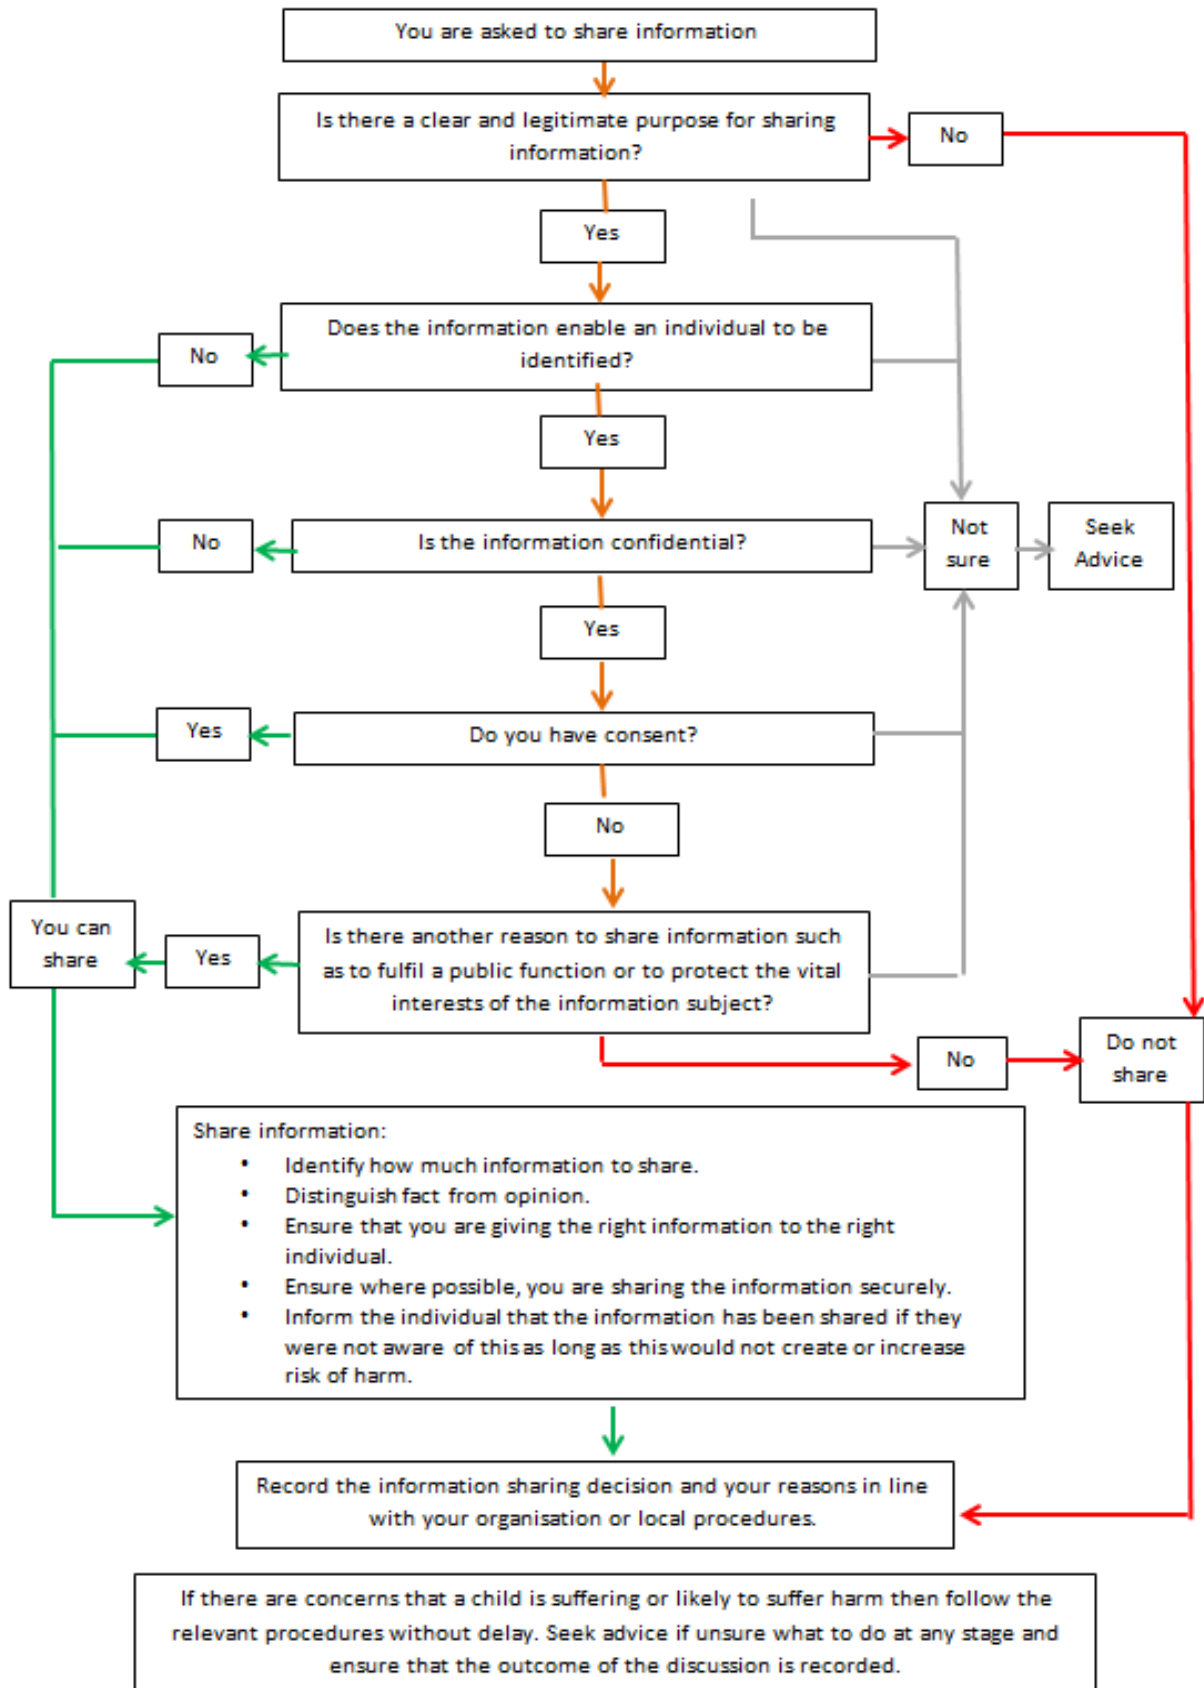 You are asked to share information
Is there a clear and legitimate purpose for sharing
information?
No
Yes
Does the information enable an individual to be
identified?
No
Yes
Is the information confidential?
No
Not
sure
Seek
Advice
Yes
Do you have consent?
Yes
No
Is there another reason to share information such
as to fulfil a public function or to protect the vital
interests of the information subject?
Yes
You can
share
No
Do not
share
Share information:
• Identify how much information to share.
• Distinguish fact from opinion.
• Ensure that you are giving the right information to the right
individual.
• Ensure where possible, you are sharing the information securely.
• Inform the individual that the information has been shared if they
were not aware of this as long as this would not create or increase
risk of harm.
Record the information sharing decision and your reasons in line
with your organisation or local procedures.
If there are concerns that a child is suffering or likely to suffer harm then follow the
relevant procedures without delay. Seek advice if unsure what to do at any stage and
ensure that the outcome of the discussion is recorded.